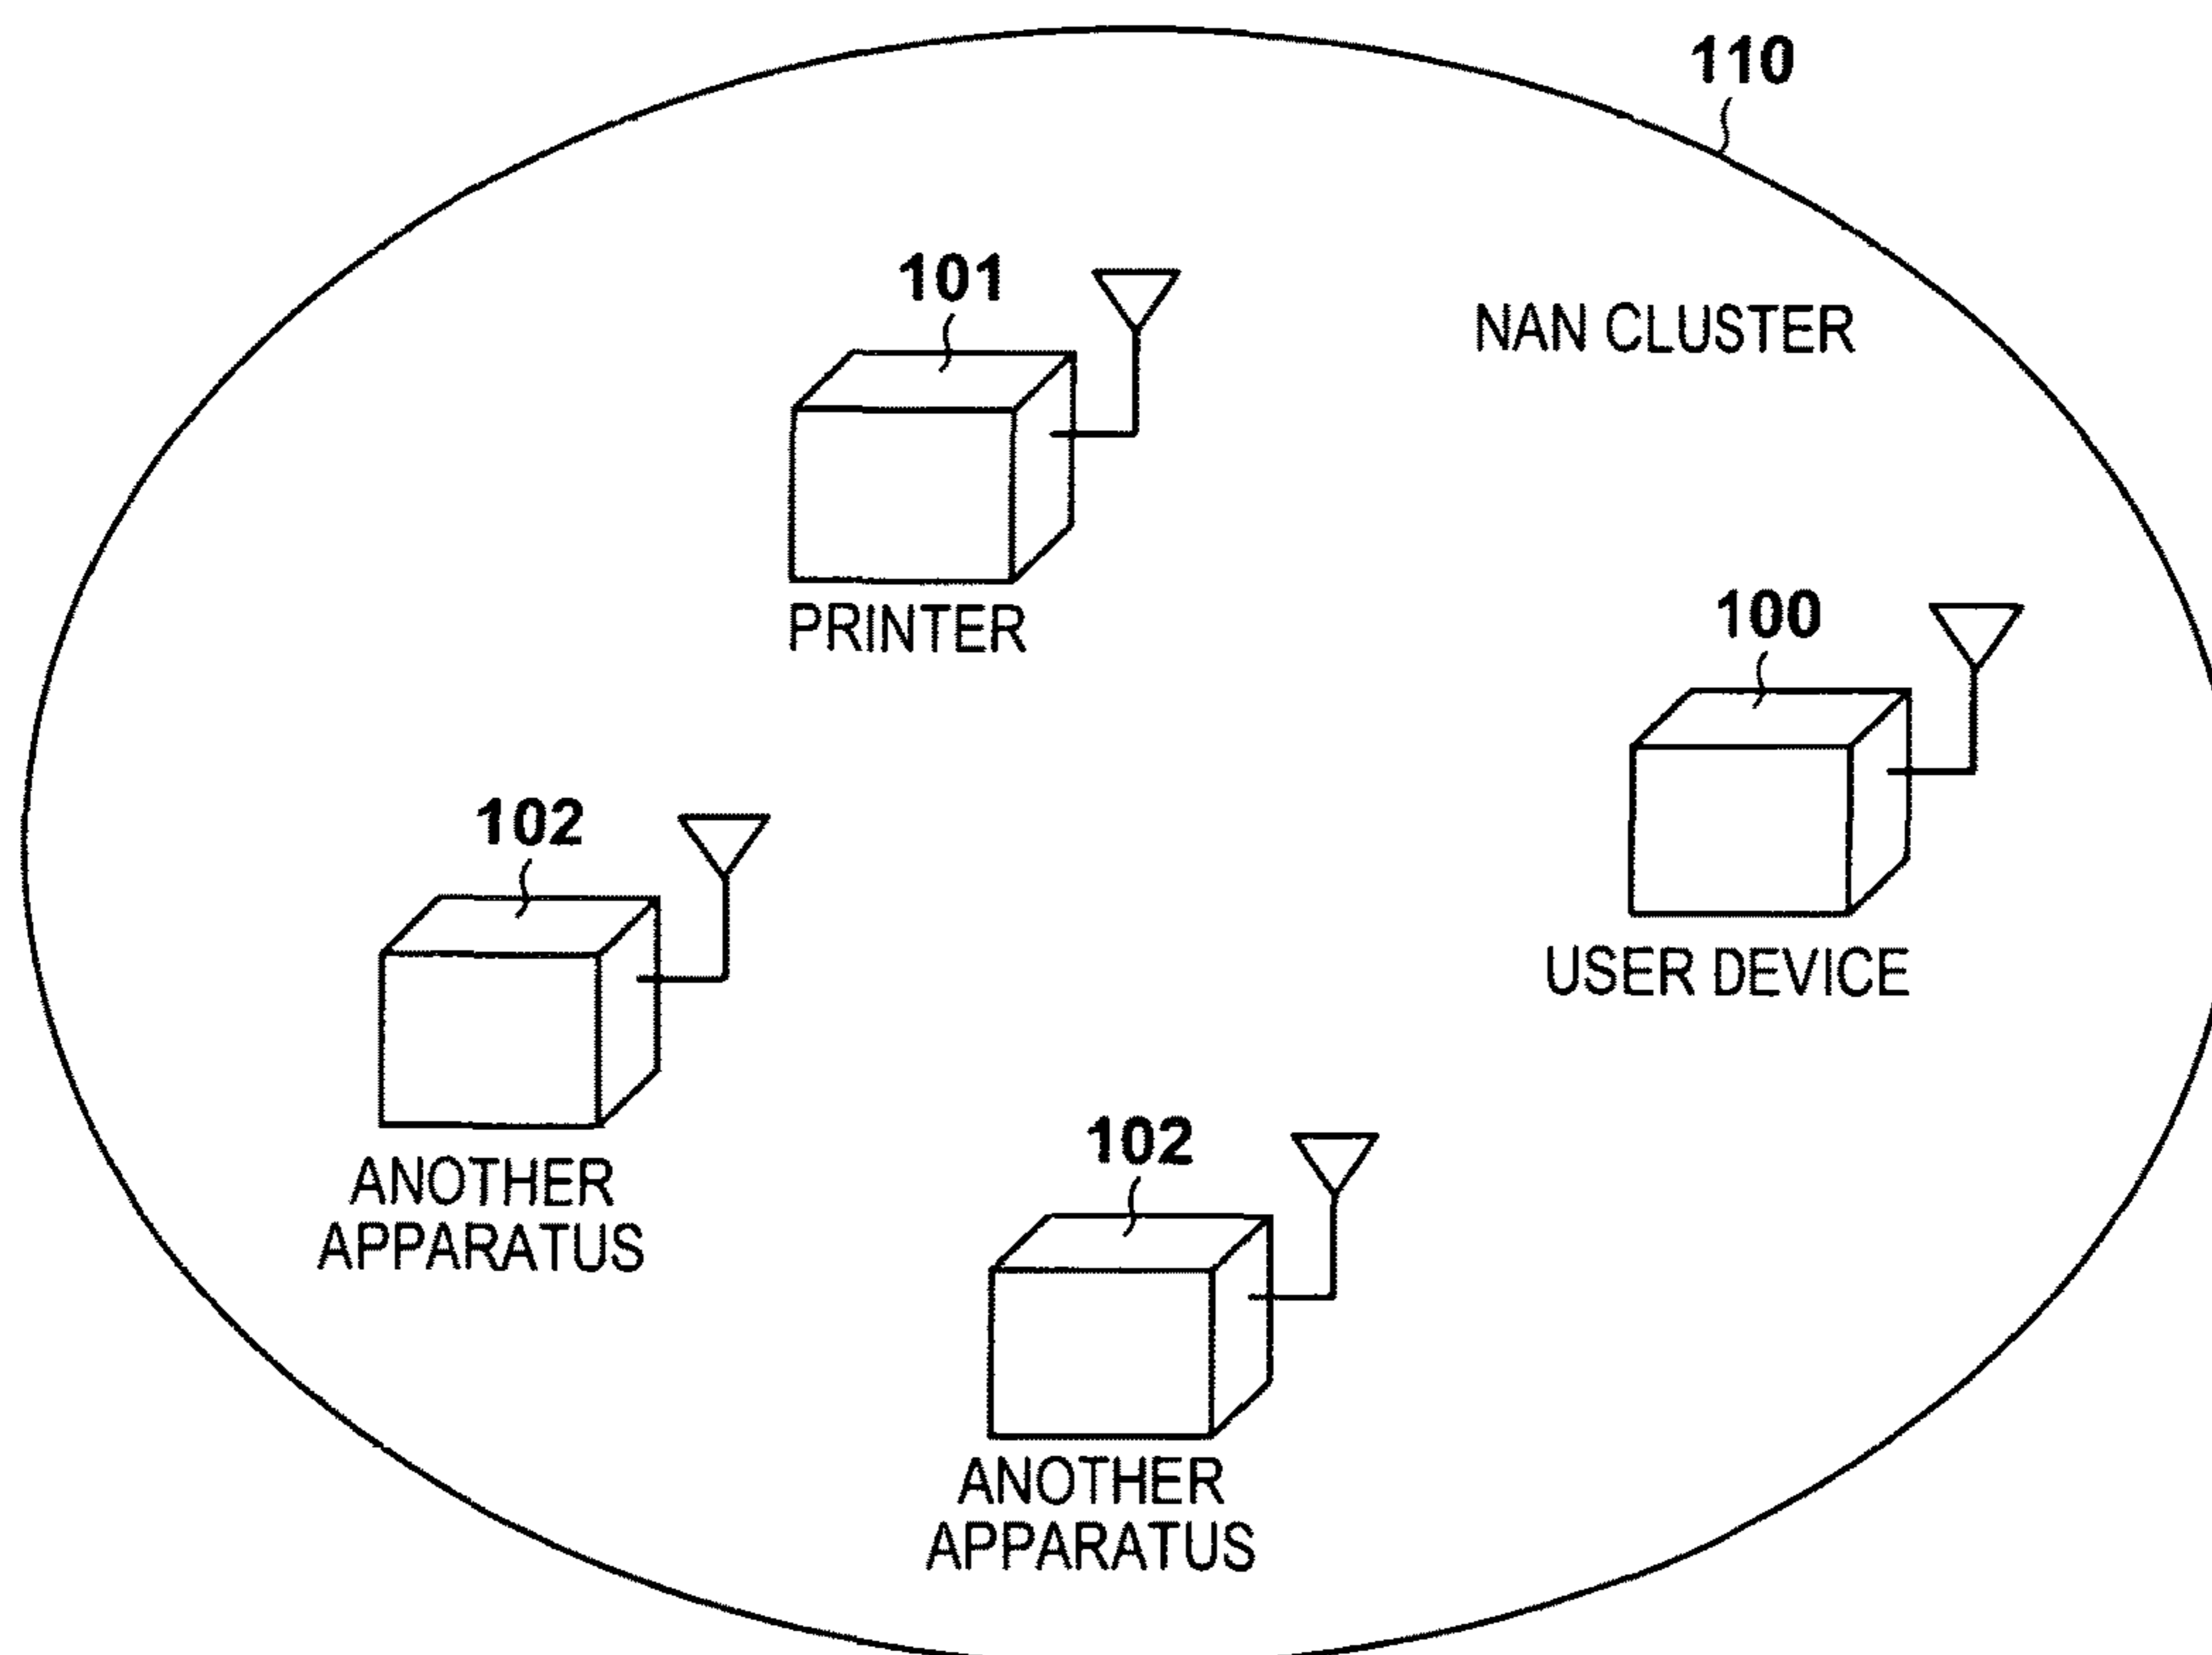 110
101
NAN CLUSTER
PRINTER
100
USER DEVICE
102
ANOTHER
APPARATUS
102
ANOTHER
APPARATUS